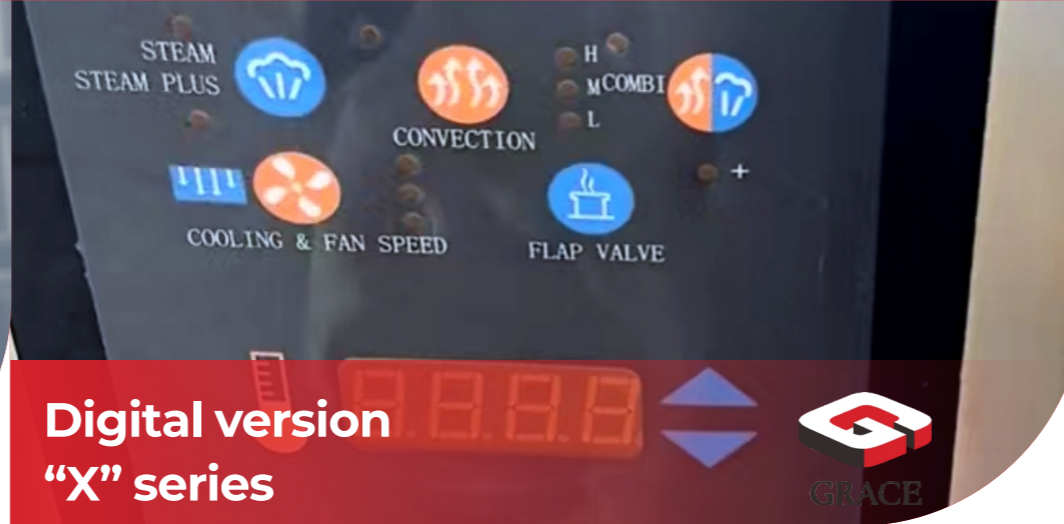 STEAM
STEAM PLUS
CONVECTION
H
M
L
COMBI
+
COOLING & FAN SPEED
FLAP VALVE
Digital version
“X” series
GRACE